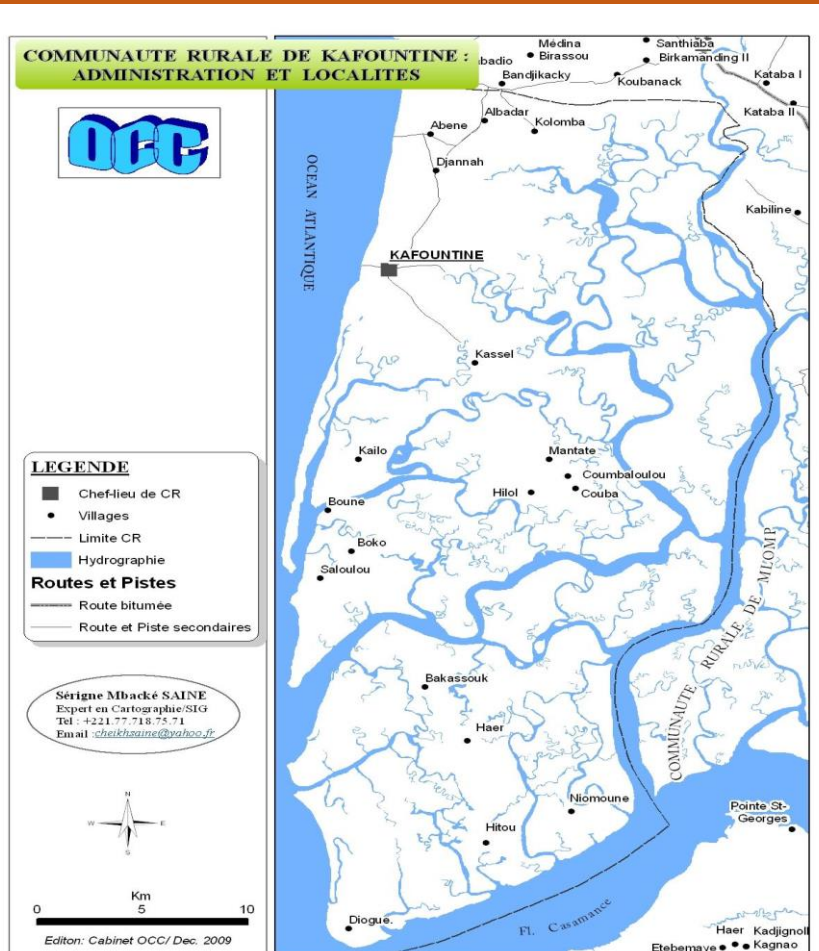 COMMUNAUTE RURALE DE KAFOUNTINE :
ADMINISTRATION ET LOCALITES
OCC
LEGENDE
Chef-lieu de CR
Villages
Limite CR
Hydrographie
Routes et Pistes
Route bitumée
Route et Piste secondaires
Sérigne Mbacké SAINE
Expert en Cartographie/SIG
Tel : +221.77.718.75.71
Email :cheikhsaine@yahoo.fr
N
W
E
S
Km
0 5 10
Editon: Cabinet OCC/ Dec. 2009
Médina
Birassou
Santhiaba
Birkamanding II
badio
Bandjikacky
Koubanack
Kataba I
Kataba II
Albadar
Abene
Kolomba
Djannah
OCEAN ATLANTIQUE
Kabiline
KAFOUNTINE
Kassel
Kailo
Mantate
Coumbaloulou
Hilol
Couba
Boune
Boko
Saloulou
COMMUNAUTE RURALE DE MLOMP
Bakassouk
Haer
Niomoune
Pointe St-
Georges
Hitou
Diogue.
Fl. Casamance
Haer
Kadjignoll
Etebemaye
Kagnao